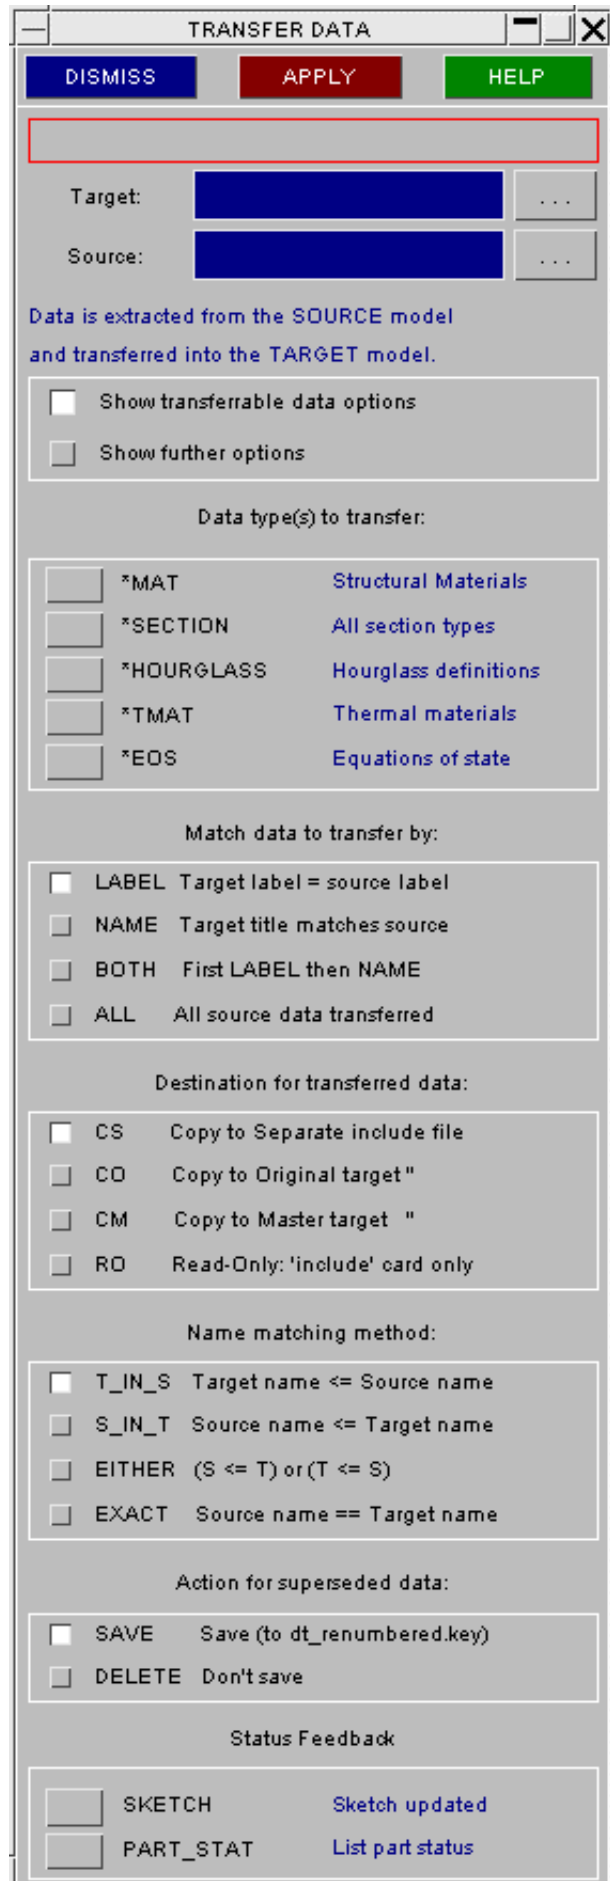 TRANSFER DATA
DISMISS APPLY HELP
Target: ...
Source: ...
Data is extracted from the SOURCE model
and transferred into the TARGET model.
Show transferrable data options
Show further options
Data type(s) to transfer:
*MAT Structural Materials
*SECTION All section types
*HOURGLASS Hourglass definitions
*TMAT Thermal materials
*EOS Equations of state
Match data to transfer by:
LABEL Target label = source label
NAME Target title matches source
BOTH First LABEL then NAME
ALL All source data transferred
Destination for transferred data:
CS Copy to Separate include file
CO Copy to Original target "
CM Copy to Master target "
RO Read-Only: 'include' card only
Name matching method:
T_IN_S Target name <= Source name
S_IN_T Source name <= Target name
EITHER (S <= T) or (T <= S)
EXACT Source name == Target name
Action for superseded data:
SAVE Save (to dt_renumbered.key)
DELETE Don't save
Status Feedback
SKETCH Sketch updated
PART_STAT List part status